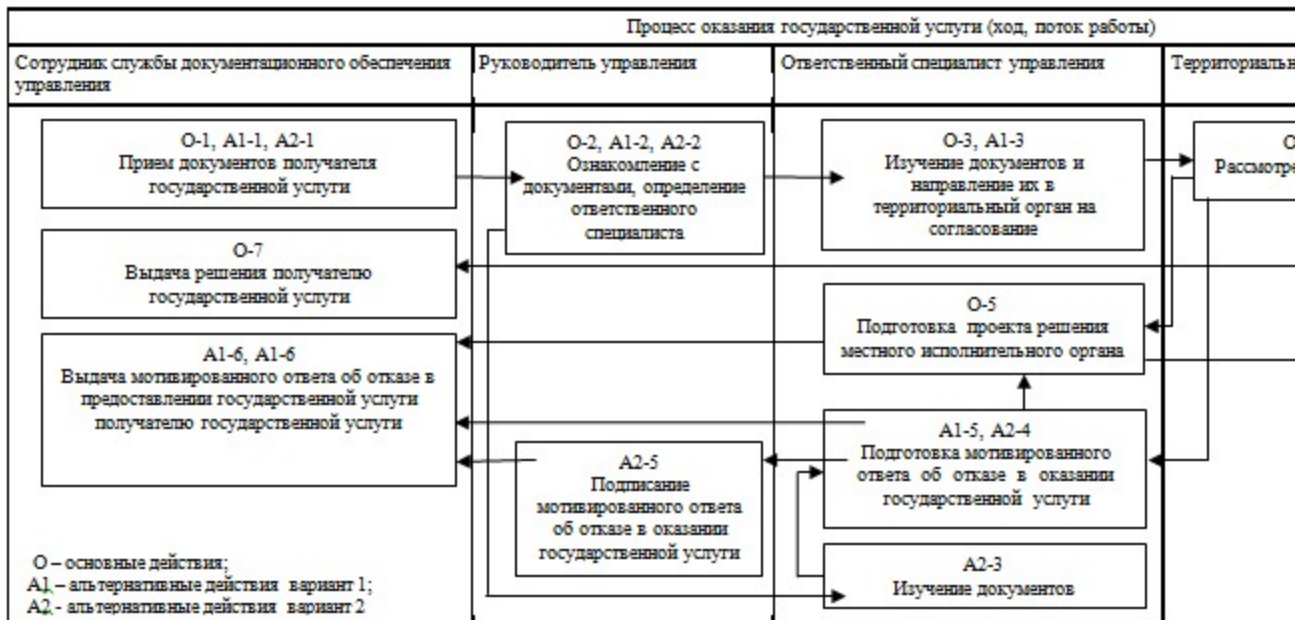 Процесс оказания государственной услуги (ход, поток работы)
Сотрудник службы документационного обеспечения
управления
Руководитель управления
Ответственный специалист управления
О-1, А1-1, А2-1
Прием документов получателя
государственной услуги
О-2, А1-2, А2-2
Ознакомление с
документами, определение
ответственного
специалиста
О-3, А1-3
Изучение документов и
направление их в
территориальный орган на
согласование
О-7
Выдача решения получателю
государственной услуги
О-5
Подготовка проекта решения
местного исполнительного органа
А1-6, А1-6
Выдача мотивированного ответа об отказе в
предоставлении государственной услуги
получателю государственной услуги
А1-5, А2-4
Подготовка мотивированного
ответа об отказе в оказании
государственной услуги
А2-5
Подписание
мотивированного ответа
об отказе в оказании
государственной услуги
А2-3
Изучение документов
О – основные действия;
А1 – альтернативные действия вариант 1;
А2 - альтернативные действия вариант 2